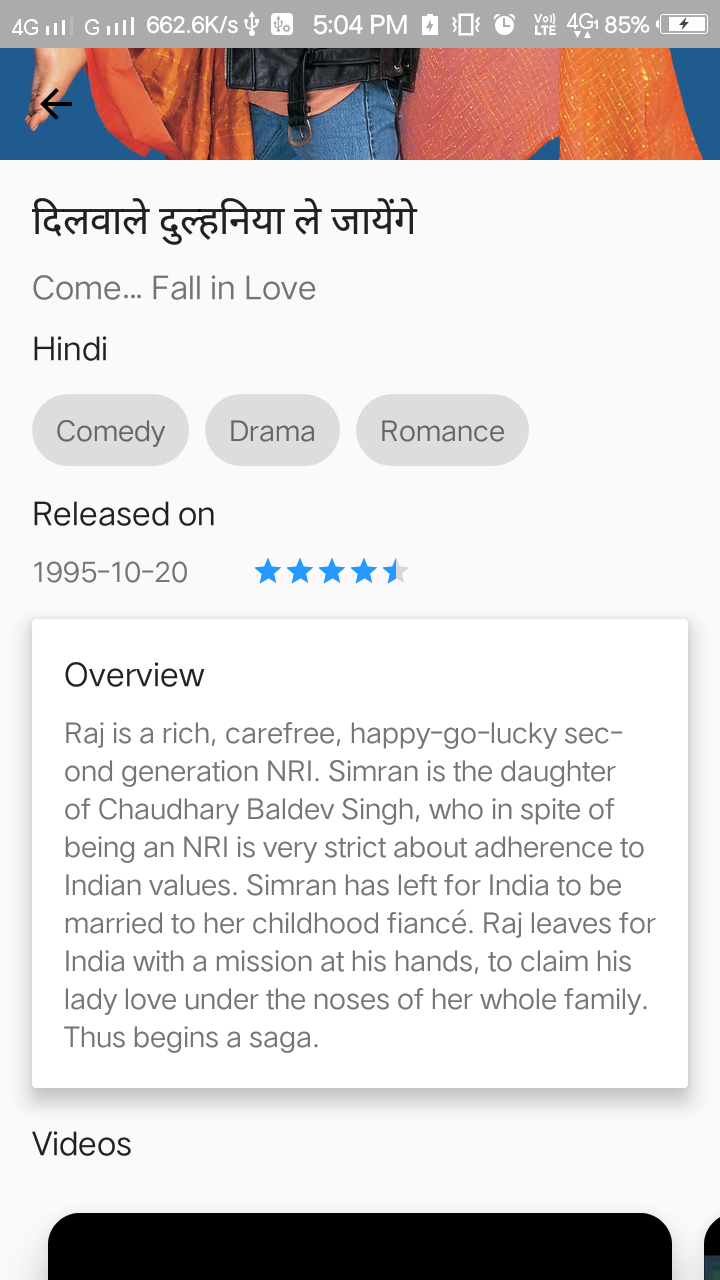 4G G 662.6K/s 5:04 PM Vo)) LTE 4G1 85%
दिलवाले दुल्हनिया ले जायेंगे
Come... Fall in Love
Hindi
Comedy Drama Romance
Released on
1995-10-20
Overview
Raj is a rich, carefree, happy-go-lucky sec-
ond generation NRI. Simran is the daughter
of Chaudhary Baldev Singh, who in spite of
being an NRI is very strict about adherence to
Indian values. Simran has left for India to be
married to her childhood fiancé. Raj leaves for
India with a mission at his hands, to claim his
lady love under the noses of her whole family.
Thus begins a saga.
Videos